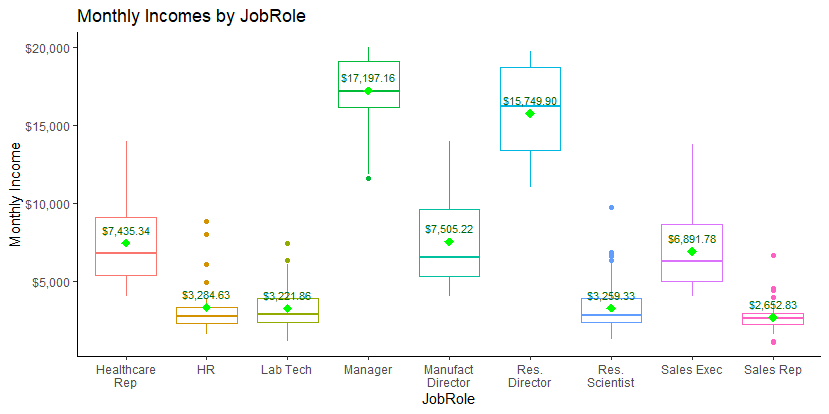 Monthly Incomes by JobRole
$20,000
$15,000
$10,000
$5,000
Monthly Income
$7,435.34
$3,284.63
$3,221.86
$17,197.16
$7,505.22
$15,749.90
$3,259.33
$6,891.78
$2,652.83
Healthcare
Rep
HR
Lab Tech
Manager
Manufact
Director
Res.
Director
Res.
Scientist
Sales Exec
Sales Rep
JobRole